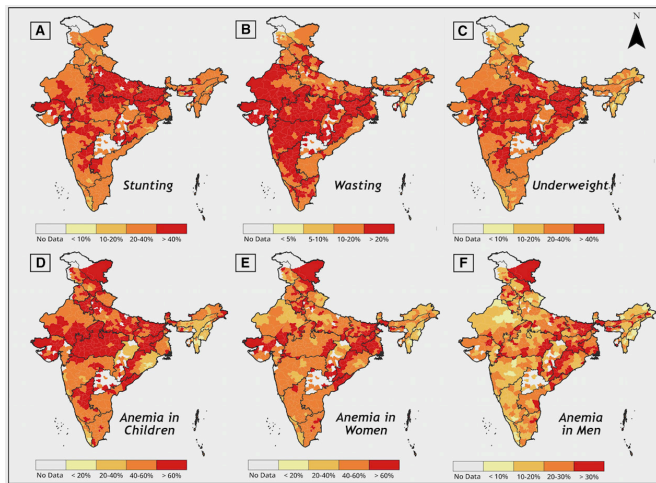 A
B
C
N
Stunting
Wasting
Underweight
No Data < 10% 10-20% 20-40% > 40%
No Data < 5% 5-10% 10-20% > 20%
No Data < 10% 10-20% 20-30% > 40%
D
E
F
Anemia in
Children
Anemia in
Women
Anemia
in Men
No Data < 20% 20-40% 40-60% > 60%
No Data < 20% 20-40% 40-60% > 60%
No Data < 10% 10-20% 20-30% > 30%